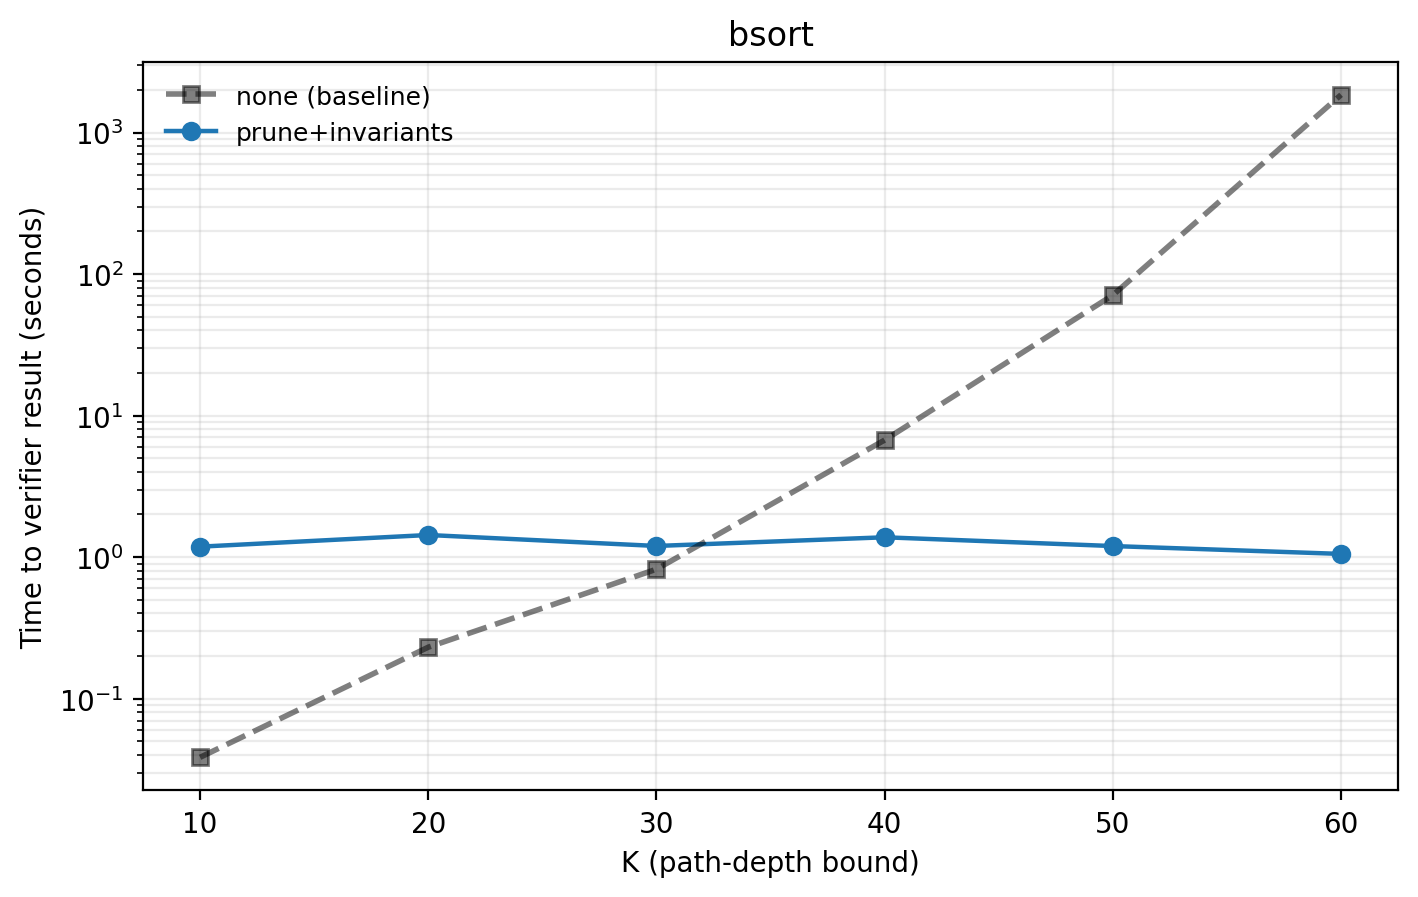 bsort
none (baseline)
prune+invariants
Time to verifier result (seconds)
10³
10²
10¹
10⁰
10⁻¹
10 20 30 40 50 60
K (path-depth bound)